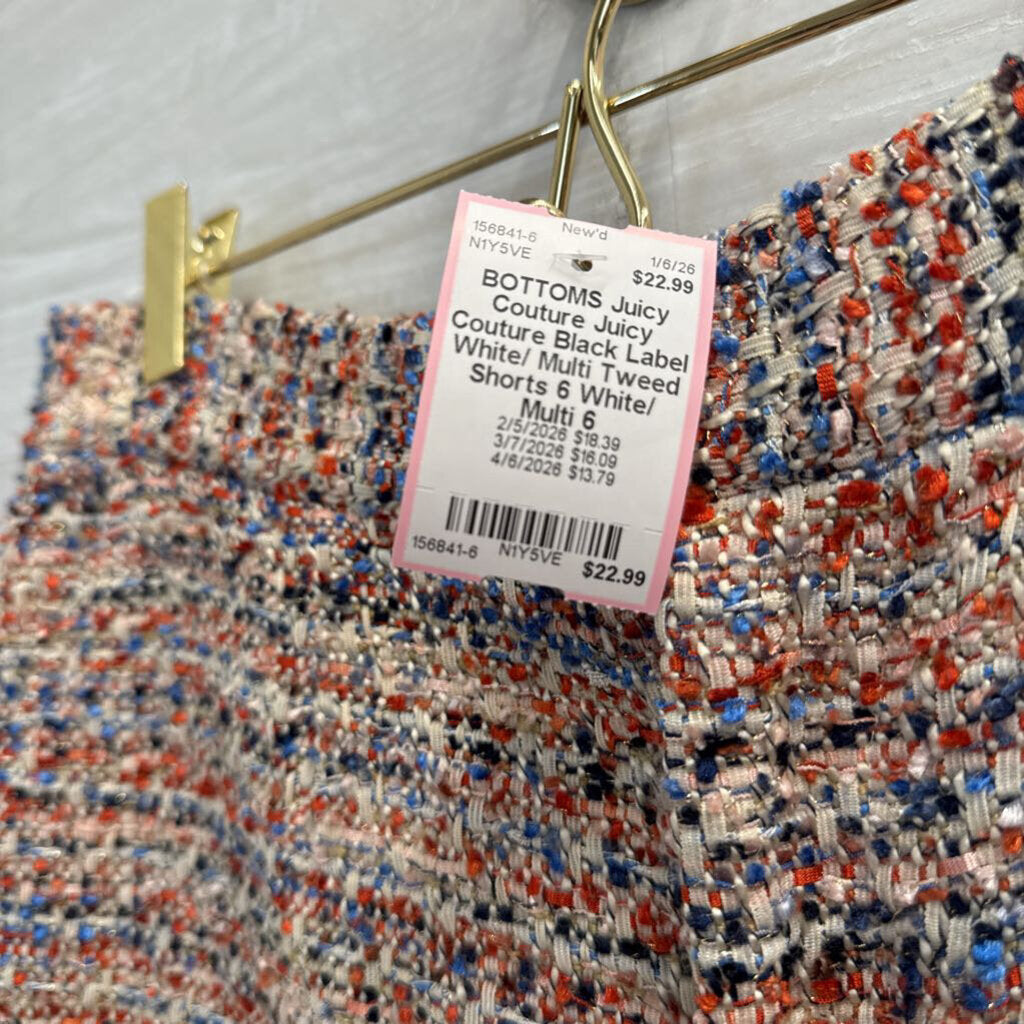 156841-6 New'd 1/6/26
N1Y5VE $22.99
BOTTOMS Juicy
Couture Juicy
Couture Black Label
White/ Multi Tweed
Shorts 6 White/
Multi 6
2/5/2026 $18.39
3/7/2026 $16.09
4/6/2026 $13.79
156841-6 N1Y5VE $22.99